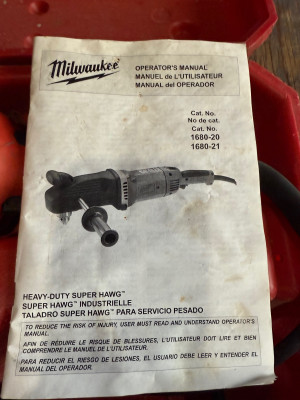 Milwaukee
OPERATOR'S MANUAL
MANUEL de L'UTILISATEUR
MANUAL del OPERADOR
Cat. No.
No de cat.
Cat. No.
1680-20
1680-21
HEAVY-DUTY SUPER HAWG™
SUPER HAWG™ INDUSTRIELLE
TALADRO SUPER HAWG™ PARA SERVICIO PESADO
TO REDUCE THE RISK OF INJURY, USER MUST READ AND UNDERSTAND OPERATOR'S
MANUAL.
AFIN DE RÉDUIRE LE RISQUE DE BLESSURES, L'UTILISATEUR DOIT LIRE ET BIEN
COMPRENDRE LE MANUEL DE L'UTILISATEUR.
PARA REDUCIR EL RIESGO DE LESIONES, EL USUARIO DEBE LEER Y ENTENDER EL
MANUAL DEL OPERADOR.